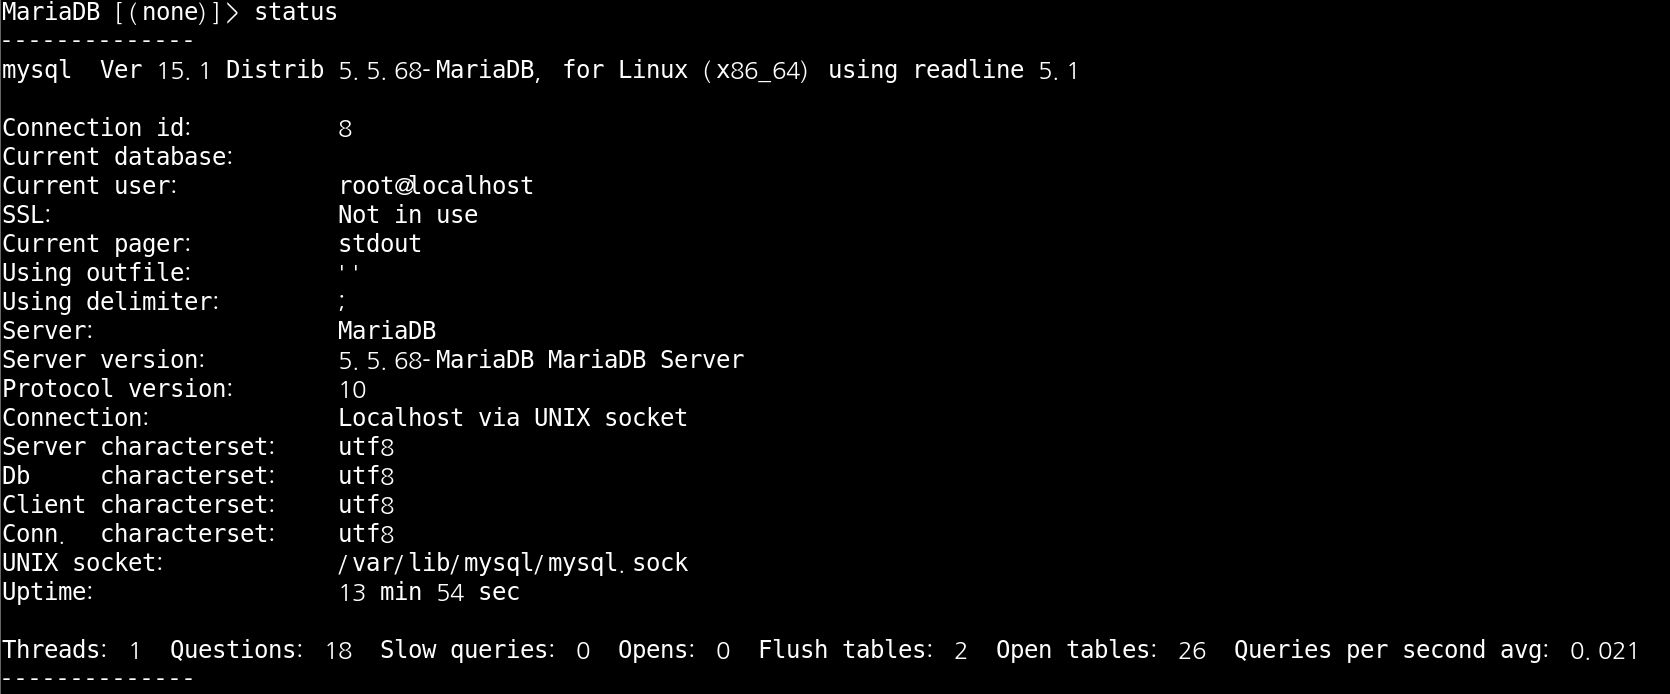 MariaDB [(none)]> status
--------------
mysql  Ver 15.1 Distrib 5.5.68-MariaDB, for Linux (x86_64) using readline 5.1

Connection id:          8
Current database:
Current user:           root@localhost
SSL:                    Not in use
Current pager:          stdout
Using outfile:          ''
Using delimiter:        ;
Server:                 MariaDB
Server version:         5.5.68-MariaDB MariaDB Server
Protocol version:       10
Connection:             Localhost via UNIX socket
Server characterset:    utf8
Db     characterset:    utf8
Client characterset:    utf8
Conn.  characterset:    utf8
UNIX socket:            /var/lib/mysql/mysql.sock
Uptime:                 13 min 54 sec

Threads: 1  Questions: 18  Slow queries: 0  Opens: 0  Flush tables: 2  Open tables: 26  Queries per second avg: 0.021
--------------